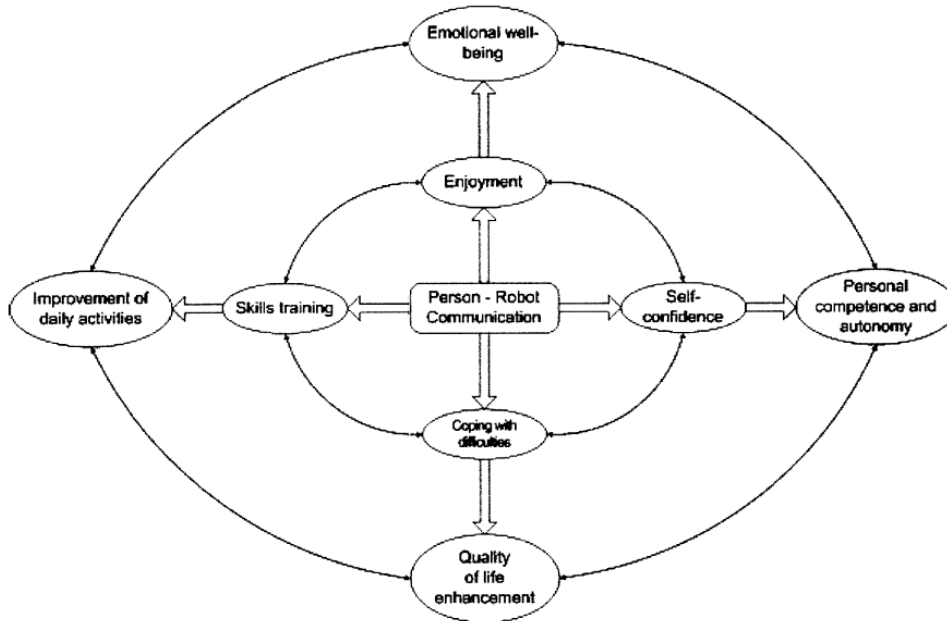 Emotional well-
being
Enjoyment
Improvement of
daily activities
Skills training
Person - Robot
Communication
Self-
confidence
Personal
competence and
autonomy
Coping with
difficulties
Quality
of life
enhancement